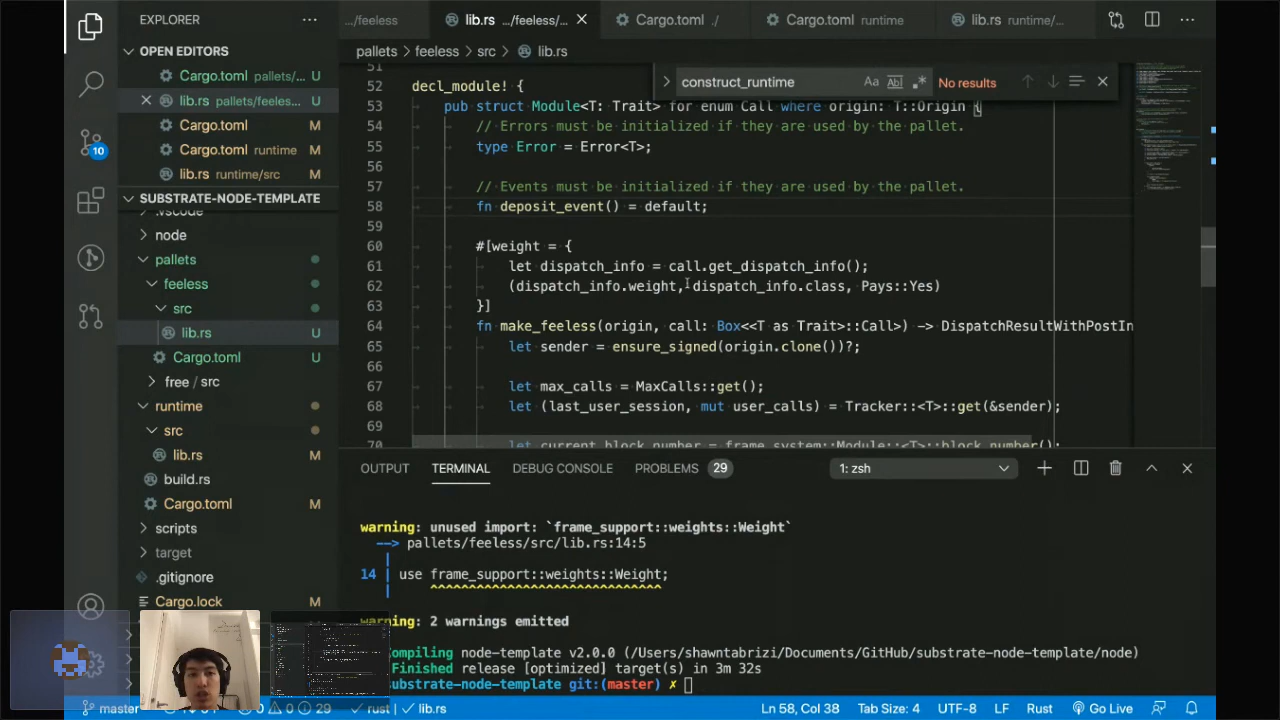 EXPLORER
.../feeless
lib.rs .../feeless/...
Cargo.toml ./
Cargo.toml runtime
lib.rs runtime/...
OPEN EDITORS
Cargo.toml pallets/... U
lib.rs pallets/feeles... U
Cargo.toml M
Cargo.toml runtime M
lib.rs runtime/src M
SUBSTRATE-NODE-TEMPLATE
.vscode
node
pallets
feeless
src
lib.rs U
Cargo.toml U
free / src
runtime
src
lib.rs M
build.rs
Cargo.toml M
scripts
target
.gitignore
Cargo.lock M
10
pallets > feeless > src > lib.rs
construct_runtime
Aa
No results
51
52 decl_module! {
53 pub struct Module<T: Trait> for enum Call where origin: T::Origin {
54 // Errors must be initialized if they are used by the pallet.
55 type Error = Error<T>;
56
57 // Events must be initialized if they are used by the pallet.
58 fn deposit_event() = default;
59
60 #[weight = {
61 let dispatch_info = call.get_dispatch_info();
62 (dispatch_info.weight, dispatch_info.class, Pays::Yes)
63 }]
64 fn make_feeless(origin, call: Box<<T as Trait>::Call>) -> DispatchResultWithPostIn
65 let sender = ensure_signed(origin.clone())?;
66
67 let max_calls = MaxCalls::get();
68 let (last_user_session, mut user_calls) = Tracker::<T>::get(&sender);
70 let current_block_number = frame_system::Module::<T>::block_number();
OUTPUT
TERMINAL
DEBUG CONSOLE
PROBLEMS 29
1: zsh
warning: unused import: `frame_support::weights::Weight`
--> pallets/feeless/src/lib.rs:14:5
|
14 | use frame_support::weights::Weight;
| ^^^^^^^^^^^^^^^^^^^^^^^^^^^^^
warning: 2 warnings emitted
Compiling node-template v2.0.0 (/Users/shawntabrizi/Documents/GitHub/substrate-node-template/node)
Finished release [optimized] target(s) in 3m 32s
substrate-node-template git:(master) ✗
master
0
29
rust
lib.rs
Ln 58, Col 38
Tab Size: 4
UTF-8
LF
Rust
Go Live